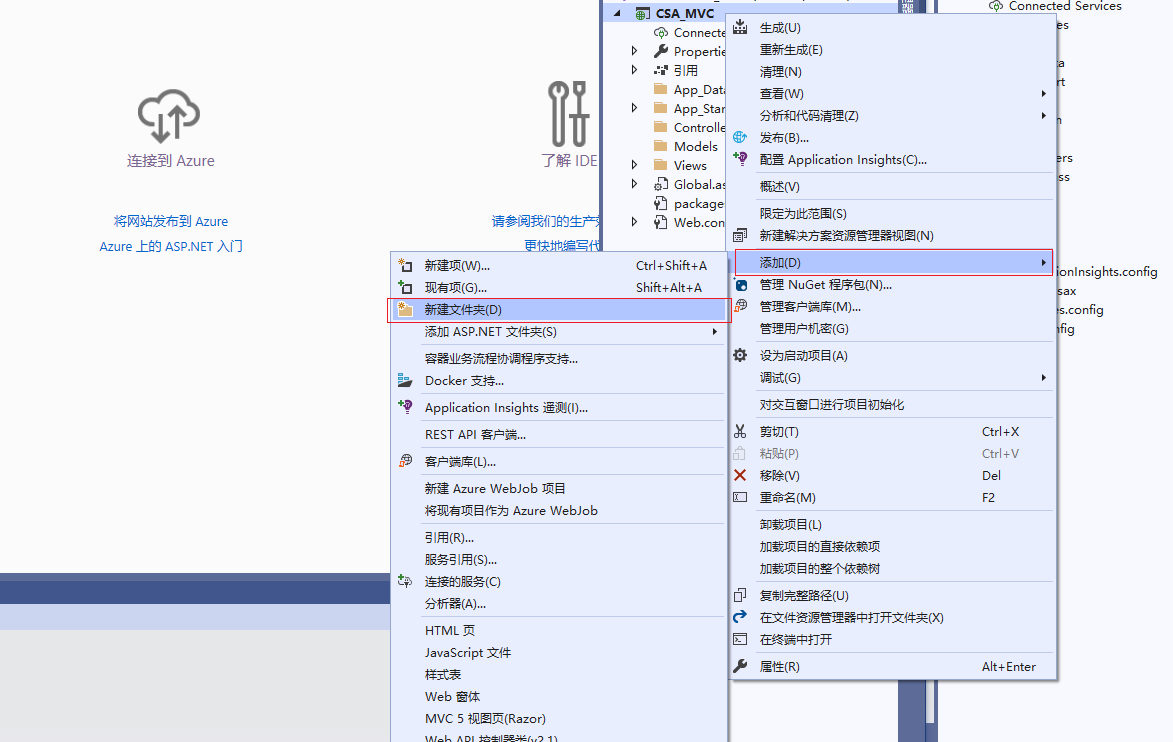 连接到 Azure
将网站发布到 Azure
Azure 上的 ASP.NET 入门
了解 IDE
请参阅我们的生产
更快地编写代
CSA_MVC
Connecte
Propertie
引用
App_Data
App_Star
Controlle
Models
Views
Global.as
package
Web.con
Connected Services
生成(U)
重新生成(E)
清理(N)
查看(W)
分析和代码清理(Z)
发布(B)...
配置 Application Insights(C)...
概述(V)
限定为此范围(S)
新建解决方案资源管理器视图(N)
添加(D)
管理 NuGet 程序包(N)...
管理客户端库(M)...
管理用户机密(G)
设为启动项目(A)
调试(G)
对交互窗口进行项目初始化
剪切(T) Ctrl+X
粘贴(P) Ctrl+V
移除(V) Del
重命名(M) F2
卸载项目(L)
加载项目的直接依赖项
加载项目的整个依赖树
复制完整路径(U)
在文件资源管理器中打开文件夹(X)
在终端中打开
属性(R) Alt+Enter
新建项(W)... Ctrl+Shift+A
现有项(G)... Shift+Alt+A
新建文件夹(D)
添加 ASP.NET 文件夹(S)
容器业务流程协调程序支持...
Docker 支持...
Application Insights 遥测(I)...
REST API 客户端...
客户端库(L)...
新建 Azure WebJob 项目
将现有项目作为 Azure WebJob
引用(R)...
服务引用(S)...
连接的服务(C)
分析器(A)...
HTML 页
JavaScript 文件
样式表
Web 窗体
MVC 5 视图页(Razor)
Web API 控制器类(v2.1)
es
ta
rt
n
ers
ss
ionInsights.config
sax
es.config
nfig